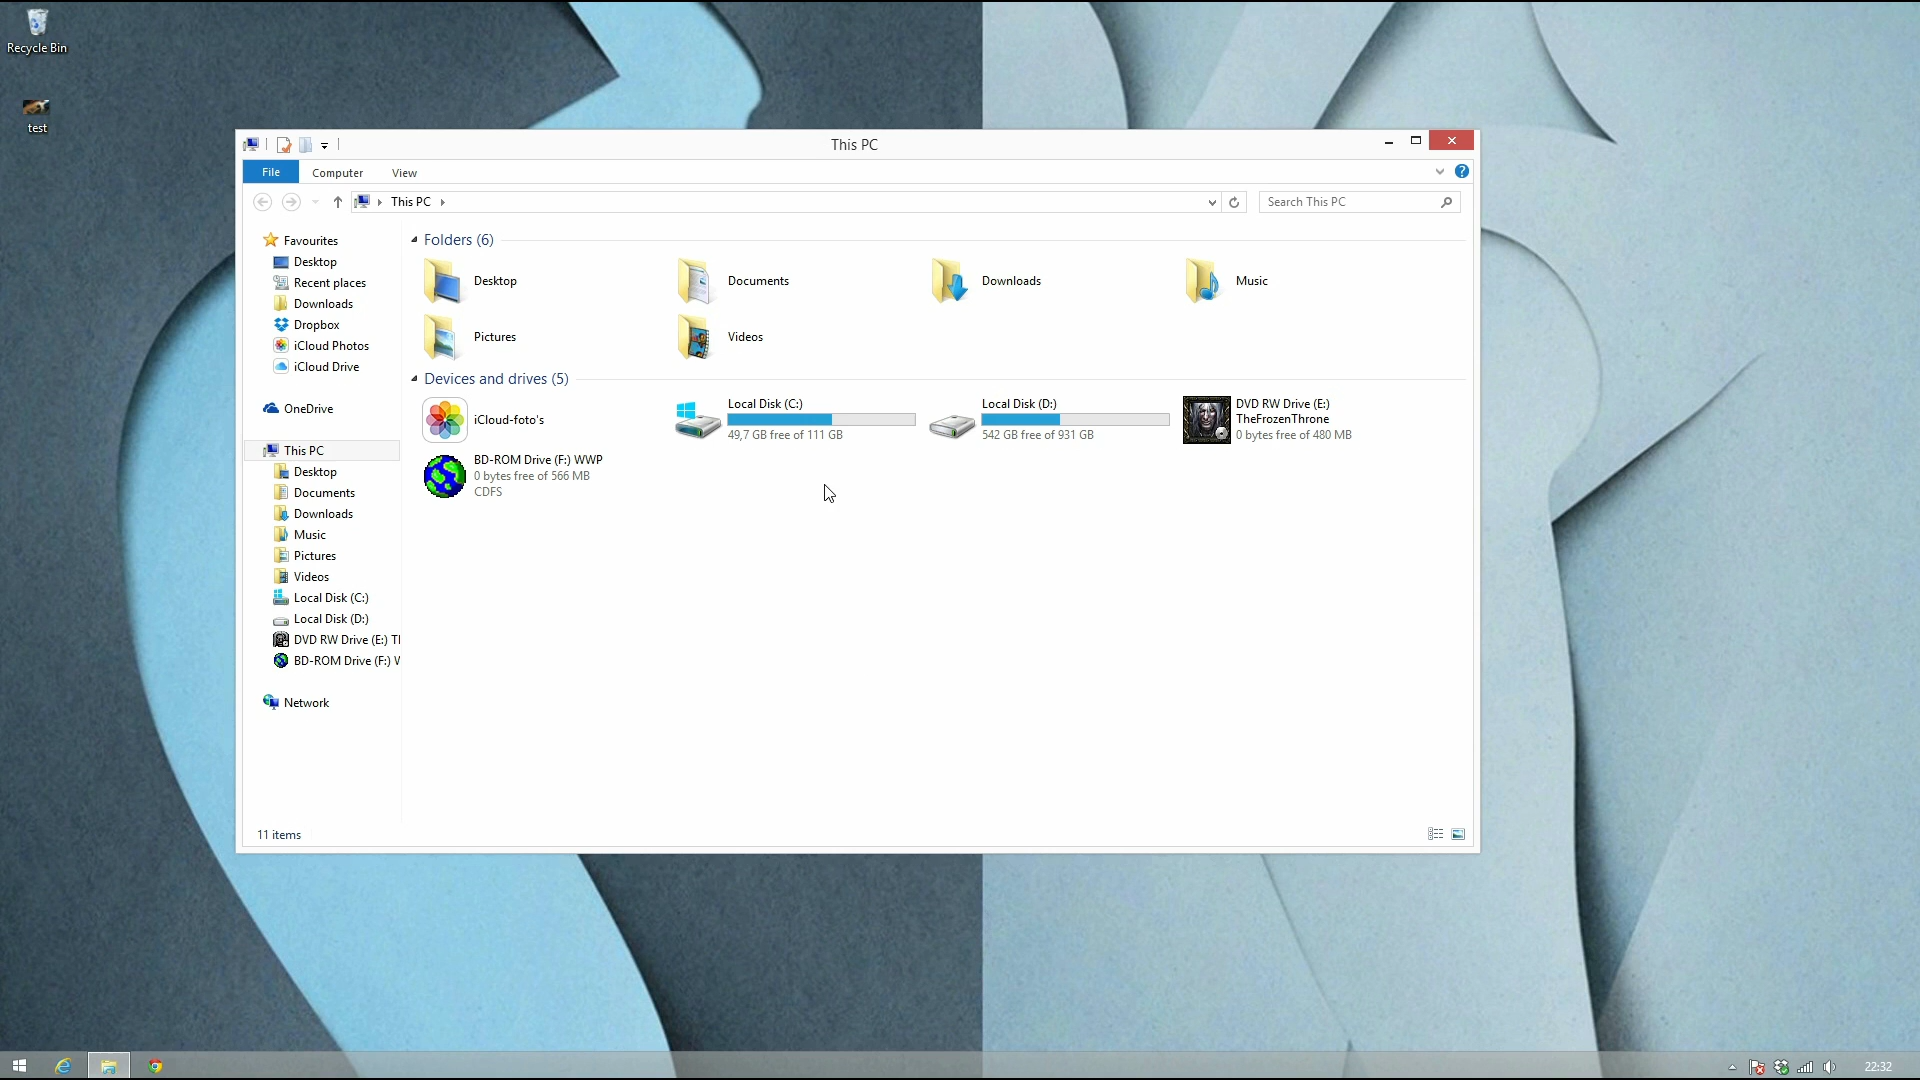 Recycle Bin
test
This PC
File
Computer
View
This PC
Search This PC
Favourites
Desktop
Recent places
Downloads
Dropbox
iCloud Photos
iCloud Drive
OneDrive
This PC
Desktop
Documents
Downloads
Music
Pictures
Videos
Local Disk (C:)
Local Disk (D:)
DVD RW Drive (E:) Tl
BD-ROM Drive (F:) W
Network
Folders (6)
Desktop
Documents
Downloads
Music
Pictures
Videos
Devices and drives (5)
iCloud-foto's
Local Disk (C:)
49,7 GB free of 111 GB
Local Disk (D:)
542 GB free of 931 GB
DVD RW Drive (E:)
TheFrozenThrone
0 bytes free of 480 MB
BD-ROM Drive (F:) WWP
0 bytes free of 566 MB
CDFS
11 items
22:32